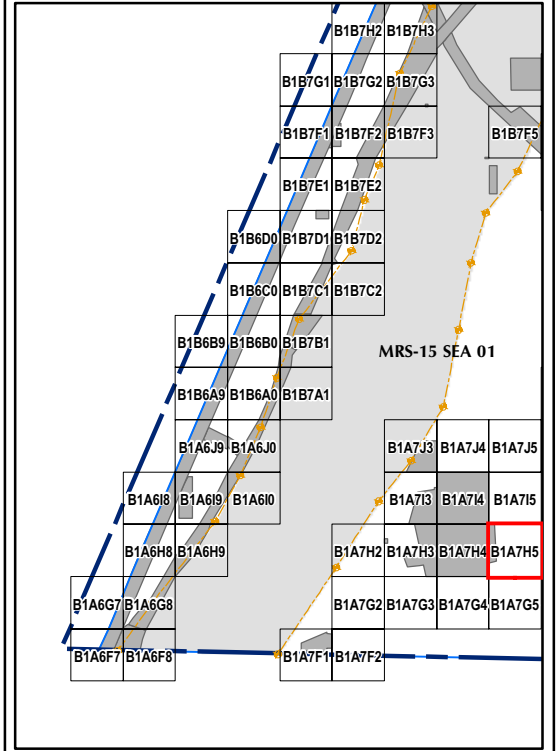 B1B7H2 B1B7H3
B1B7G1 B1B7G2 B1B7G3
B1B7F1 B1B7F2 B1B7F3 B1B7F5
B1B7E1 B1B7E2
B1B6D0 B1B7D1 B1B7D2
B1B6C0 B1B7C1 B1B7C2
B1B6B9 B1B6B0 B1B7B1
MRS-15 SEA 01
B1B6A9 B1B6A0 B1B7A1
B1A6J9 B1A6J0 B1A7J3 B1A7J4 B1A7J5
B1A6I8 B1A6I9 B1A6I0 B1A7I3 B1A7I4 B1A7I5
B1A6H8 B1A6H9 B1A7H2 B1A7H3 B1A7H4 B1A7H5
B1A6G7 B1A6G8 B1A7G2 B1A7G3 B1A7G4 B1A7G5
B1A6F7 B1A6F8 B1A7F1 B1A7F2